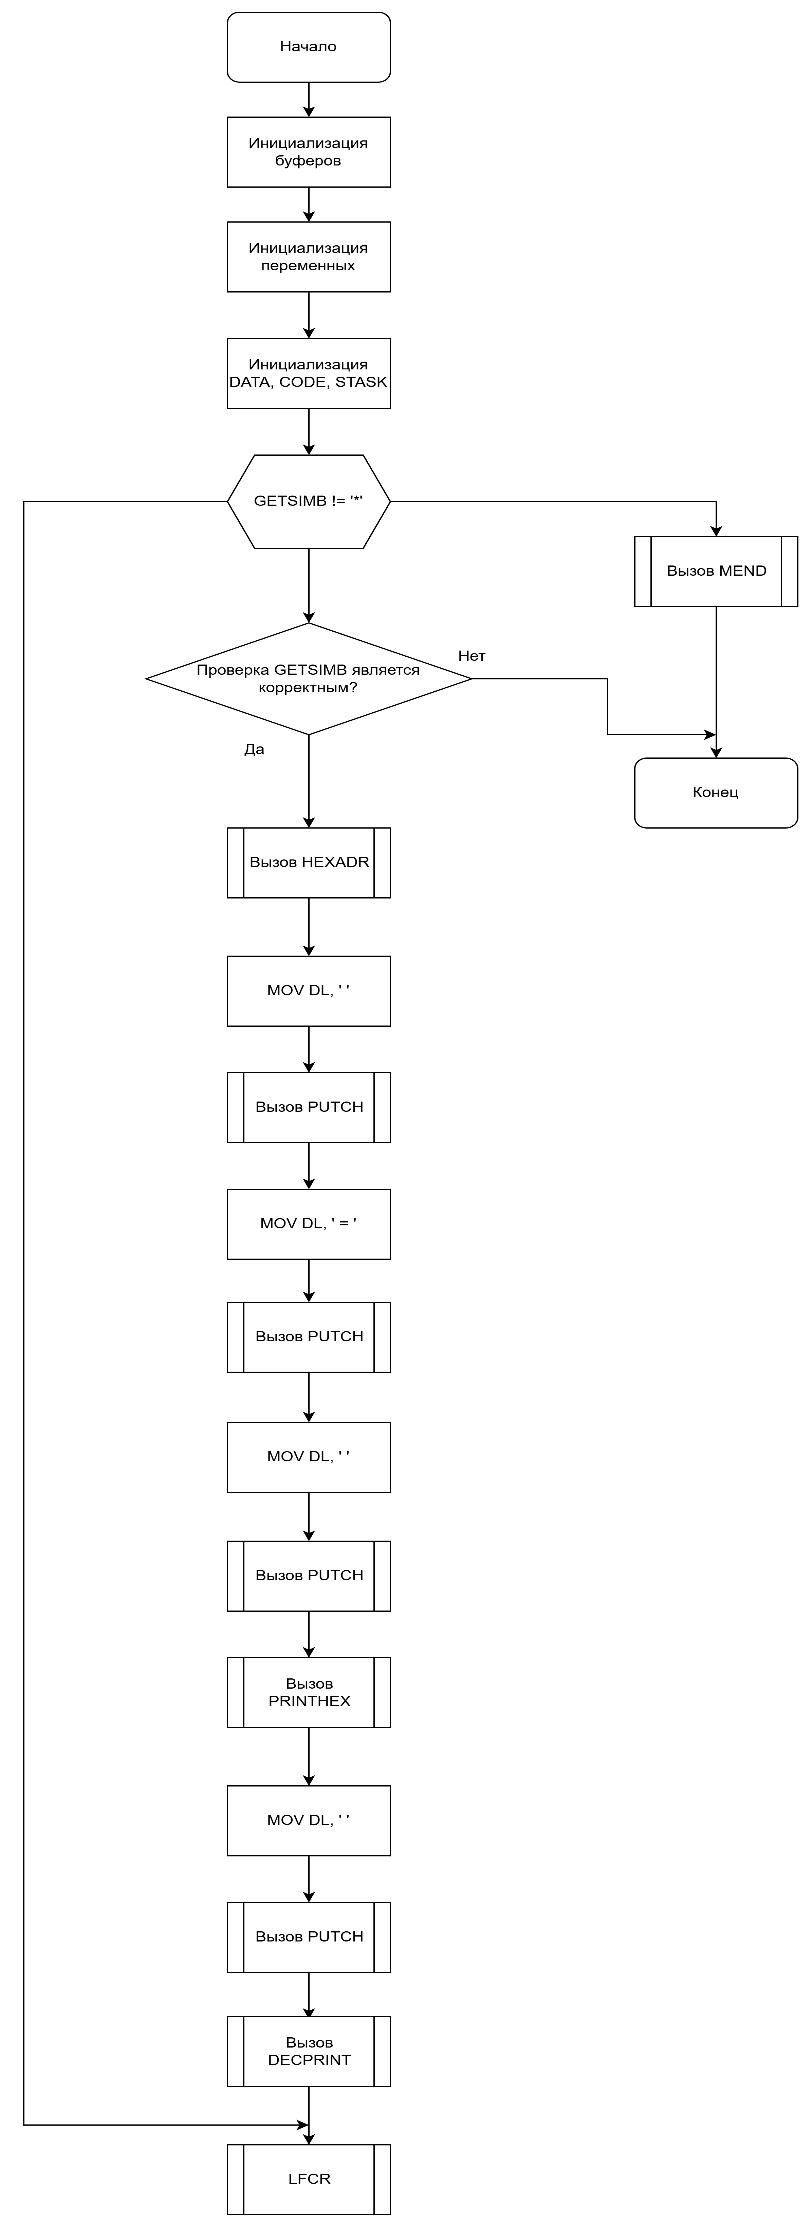 Начало
Инициализация
буферов
Инициализация
переменных
Инициализация
DATA, CODE, STASK
GETSIMB != '*'
Вызов MEND
Проверка GETSIMB является
корректным?
Нет
Да
Конец
Вызов HEXADR
MOV DL, ' '
Вызов PUTCH
MOV DL, ' = '
Вызов PUTCH
MOV DL, ' '
Вызов PUTCH
Вызов
PRINTHEX
MOV DL, ' '
Вызов PUTCH
Вызов
DECPRINT
LFCR